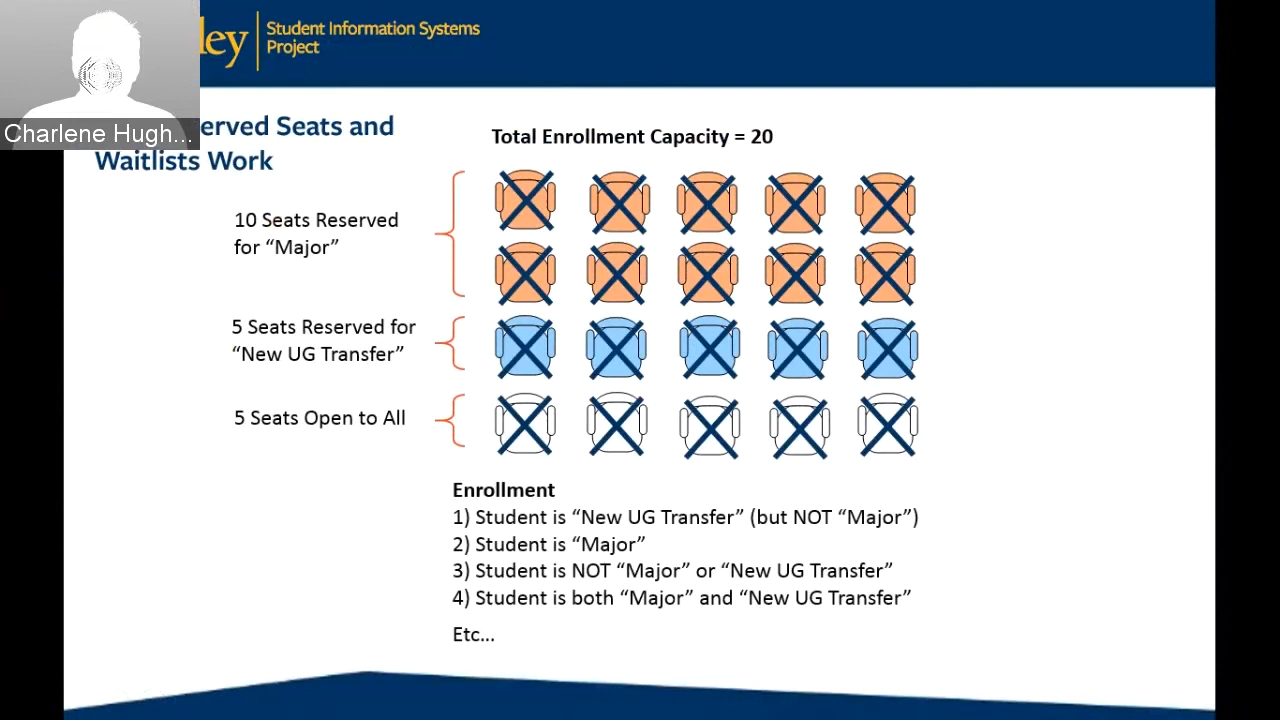 ley
Student Information Systems
Project
Charlene Hugh...
erved Seats and
Waitlists Work
Total Enrollment Capacity = 20
10 Seats Reserved
for “Major”
5 Seats Reserved for
“New UG Transfer”
5 Seats Open to All
Enrollment
1) Student is “New UG Transfer” (but NOT “Major”)
2) Student is “Major”
3) Student is NOT “Major” or “New UG Transfer”
4) Student is both “Major” and “New UG Transfer”
Etc...